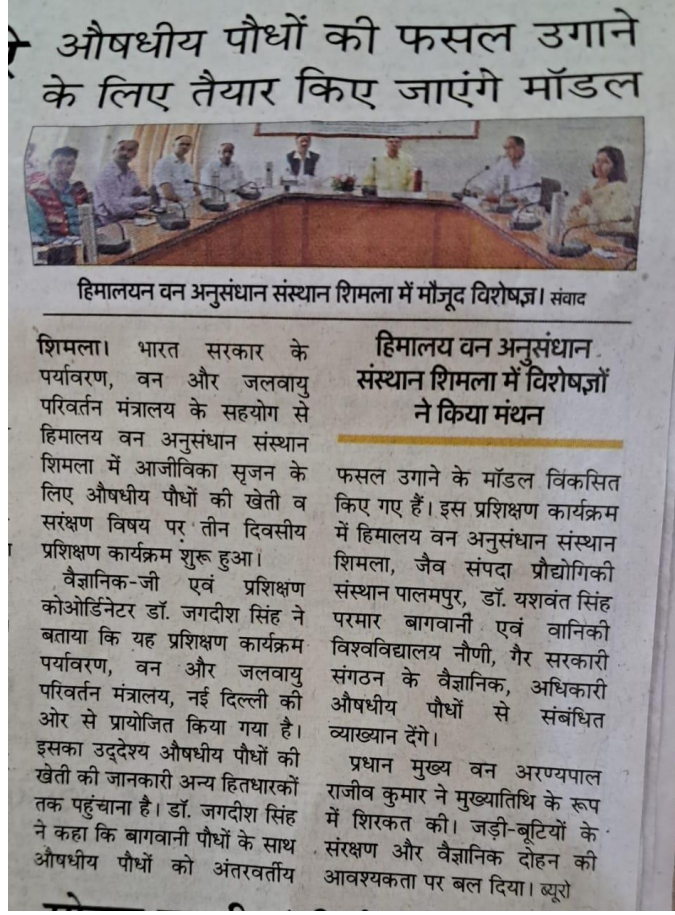 औषधीय पौधों की फसल उगाने
के लिए तैयार किए जाएंगे मॉडल
हिमालयन वन अनुसंधान संस्थान शिमला में मौजूद विशेषज्ञ। संवाद
शिमला। भारत सरकार के
पर्यावरण, वन और जलवायु
परिवर्तन मंत्रालय के सहयोग से
हिमालय वन अनुसंधान संस्थान
शिमला में आजीविका सृजन के
लिए औषधीय पौधों की खेती व
सरंक्षण विषय पर तीन दिवसीय
प्रशिक्षण कार्यक्रम शुरू हुआ।
वैज्ञानिक-जी एवं प्रशिक्षण
कोओर्डिनेटर डॉ. जगदीश सिंह ने
बताया कि यह प्रशिक्षण कार्यक्रम
पर्यावरण, वन और जलवायु
परिवर्तन मंत्रालय, नई दिल्ली की
ओर से प्रायोजित किया गया है।
इसका उद्देश्य औषधीय पौधों की
खेती की जानकारी अन्य हितधारकों
तक पहुंचाना है। डॉ. जगदीश सिंह
ने कहा कि बागवानी पौधों के साथ
औषधीय पौधों को अंतरवर्तीय
हिमालय वन अनुसंधान
संस्थान शिमला में विशेषज्ञों
ने किया मंथन
फसल उगाने के मॉडल विकसित
किए गए हैं। इस प्रशिक्षण कार्यक्रम
में हिमालय वन अनुसंधान संस्थान
शिमला, जैव संपदा प्रौद्योगिकी
संस्थान पालमपुर, डॉ. यशवंत सिंह
परमार बागवानी एवं वानिकी
विश्वविद्यालय नौणी, गैर सरकारी
संगठन के वैज्ञानिक, अधिकारी
औषधीय पौधों से संबंधित
व्याख्यान देंगे।
प्रधान मुख्य वन अरण्यपाल
राजीव कुमार ने मुख्यातिथि के रूप
में शिरकत की। जड़ी-बूटियों के
संरक्षण और वैज्ञानिक दोहन की
आवश्यकता पर बल दिया। ब्यूरो